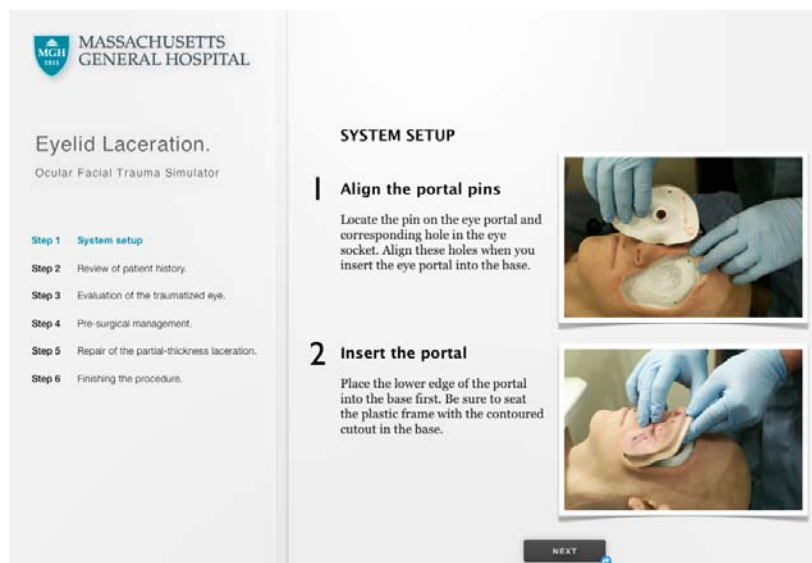 MGH
1811
MASSACHUSETTS
GENERAL HOSPITAL
Eyelid Laceration.
Ocular Facial Trauma Simulator
Step 1 System setup
Step 2 Review of patient history.
Step 3 Evaluation of the traumatized eye.
Step 4 Pre-surgical management.
Step 5 Repair of the partial-thickness laceration.
Step 6 Finishing the procedure.
SYSTEM SETUP
1 Align the portal pins
Locate the pin on the eye portal and
corresponding hole in the eye
socket. Align these holes when you
insert the eye portal into the base.
2 Insert the portal
Place the lower edge of the portal
into the base first. Be sure to seat
the plastic frame with the contoured
cutout in the base.
NEXT